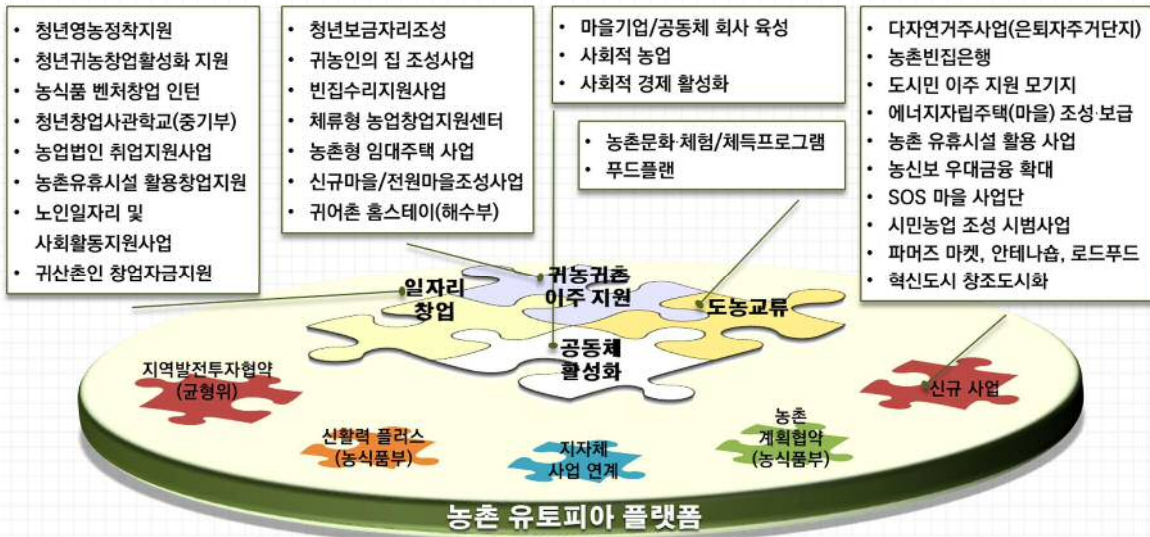 • 청년영농정착지원
• 청년귀농창업활성화 지원
• 농식품 벤처창업 인턴
• 청년창업사관학교(중기부)
• 농업법인 취업지원사업
• 농촌유휴시설 활용창업지원
• 노인일자리 및
사회활동지원사업
• 귀산촌인 창업자금지원
• 청년보금자리조성
• 귀농인의 집 조성사업
• 빈집수리지원사업
• 체류형 농업창업지원센터
• 농촌형 임대주택 사업
• 신규마을/전원마을조성사업
• 귀어촌 홈스테이(해수부)
• 마을기업/공동체 회사 육성
• 사회적 농업
• 사회적 경제 활성화
• 농촌문화·체험/체득프로그램
• 푸드플랜
• 다자연거주사업(은퇴자주거단지)
• 농촌빈집은행
• 도시민 이주 지원 모기지
• 에너지자립주택(마을) 조성·보급
• 농촌 유휴시설 활용 사업
• 농신보 우대금융 확대
• SOS 마을 사업단
• 시민농업 조성 시범사업
• 파머즈 마켓, 안테나숍, 로드푸드
• 혁신도시 창조도시화
일자리
창업
귀농귀촌
이주 지원
도농교류
공동체
활성화
지역발전투자협약
(균형위)
신활력 플러스
(농식품부)
지자체
사업 연계
농촌
계획협약
(농식품부)
신규 사업
농촌 유토피아 플랫폼